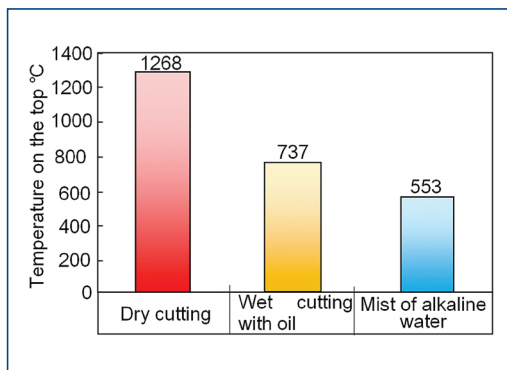 Temperature on the top °C
1400
1200
1000
800
600
400
200
0
1268
737
553
Dry cutting
Wet cutting
with oil
Mist of alkaline
water